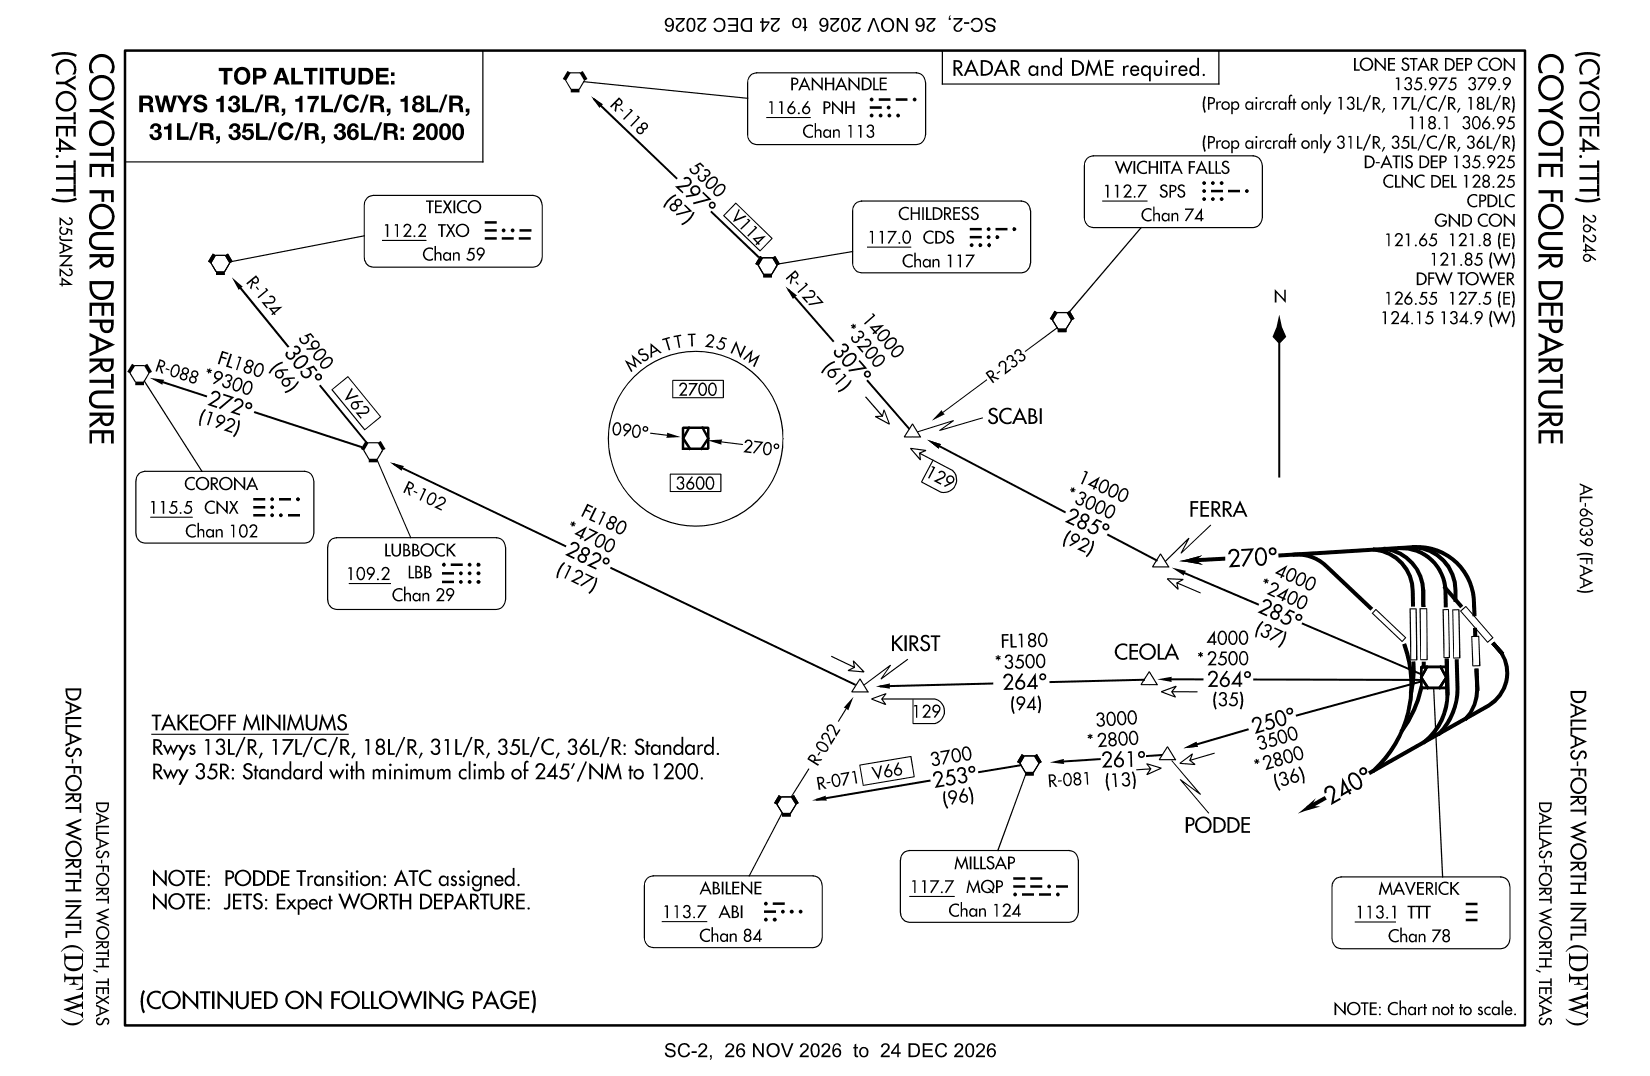 SC-2, 26 NOV 2026 to 24 DEC 2026
(CYOTE4.TTT) 25JAN24
COYOTE FOUR DEPARTURE
DALLAS-FORT WORTH INTL (DFW)
DALLAS-FORT WORTH, TEXAS
TOP ALTITUDE:
RWYS 13L/R, 17L/C/R, 18L/R,
31L/R, 35L/C/R, 36L/R: 2000
RADAR and DME required.
LONE STAR DEP CON
135.975 379.9
(Prop aircraft only 13L/R, 17L/C/R, 18L/R)
118.1 306.95
(Prop aircraft only 31L/R, 35L/C/R, 36L/R)
D-ATIS DEP 135.925
CLNC DEL 128.25
CPDLC
GND CON
121.65 121.8 (E)
121.85 (W)
DFW TOWER
126.55 127.5 (E)
124.15 134.9 (W)
PANHANDLE
116.6 PNH
Chan 113
R-118
5300
297°
(87)
V114
WICHITA FALLS
112.7 SPS
Chan 74
R-233
TEXICO
112.2 TXO
Chan 59
R-124
5900
305°
(66)
V62
CHILDRESS
117.0 CDS
Chan 117
R-127
14000
*3200
307°
(61)
N
MSA TTT 25 NM
2700
090°
270°
3600
R-088
FL180
*9300
272°
(192)
SCABI
129
CORONA
115.5 CNX
Chan 102
R-102
LUBBOCK
109.2 LBB
Chan 29
FL180
*4700
282°
(127)
14000
*3000
285°
(92)
FERRA
270°
4000
*2400
285°
(37)
KIRST
129
FL180
*3500
264°
(94)
CEOLA
4000
*2500
264°
(35)
250°
3500
*2800
(36)
240°
3000
*2800
261°
(13)
R-081
PODDE
3700
253°
(96)
R-071
V66
R-022
TAKEOFF MINIMUMS
Rwys 13L/R, 17L/C/R, 18L/R, 31L/R, 35L/C, 36L/R: Standard.
Rwy 35R: Standard with minimum climb of 245'/NM to 1200.
NOTE: PODDE Transition: ATC assigned.
NOTE: JETS: Expect WORTH DEPARTURE.
ABILENE
113.7 ABI
Chan 84
MILLSAP
117.7 MQP
Chan 124
MAVERICK
113.1 TTT
Chan 78
(CONTINUED ON FOLLOWING PAGE)
NOTE: Chart not to scale.
(CYOTE4.TTT) 26246
COYOTE FOUR DEPARTURE
AL-6039 (FAA)
DALLAS-FORT WORTH INTL (DFW)
DALLAS-FORT WORTH, TEXAS
SC-2, 26 NOV 2026 to 24 DEC 2026